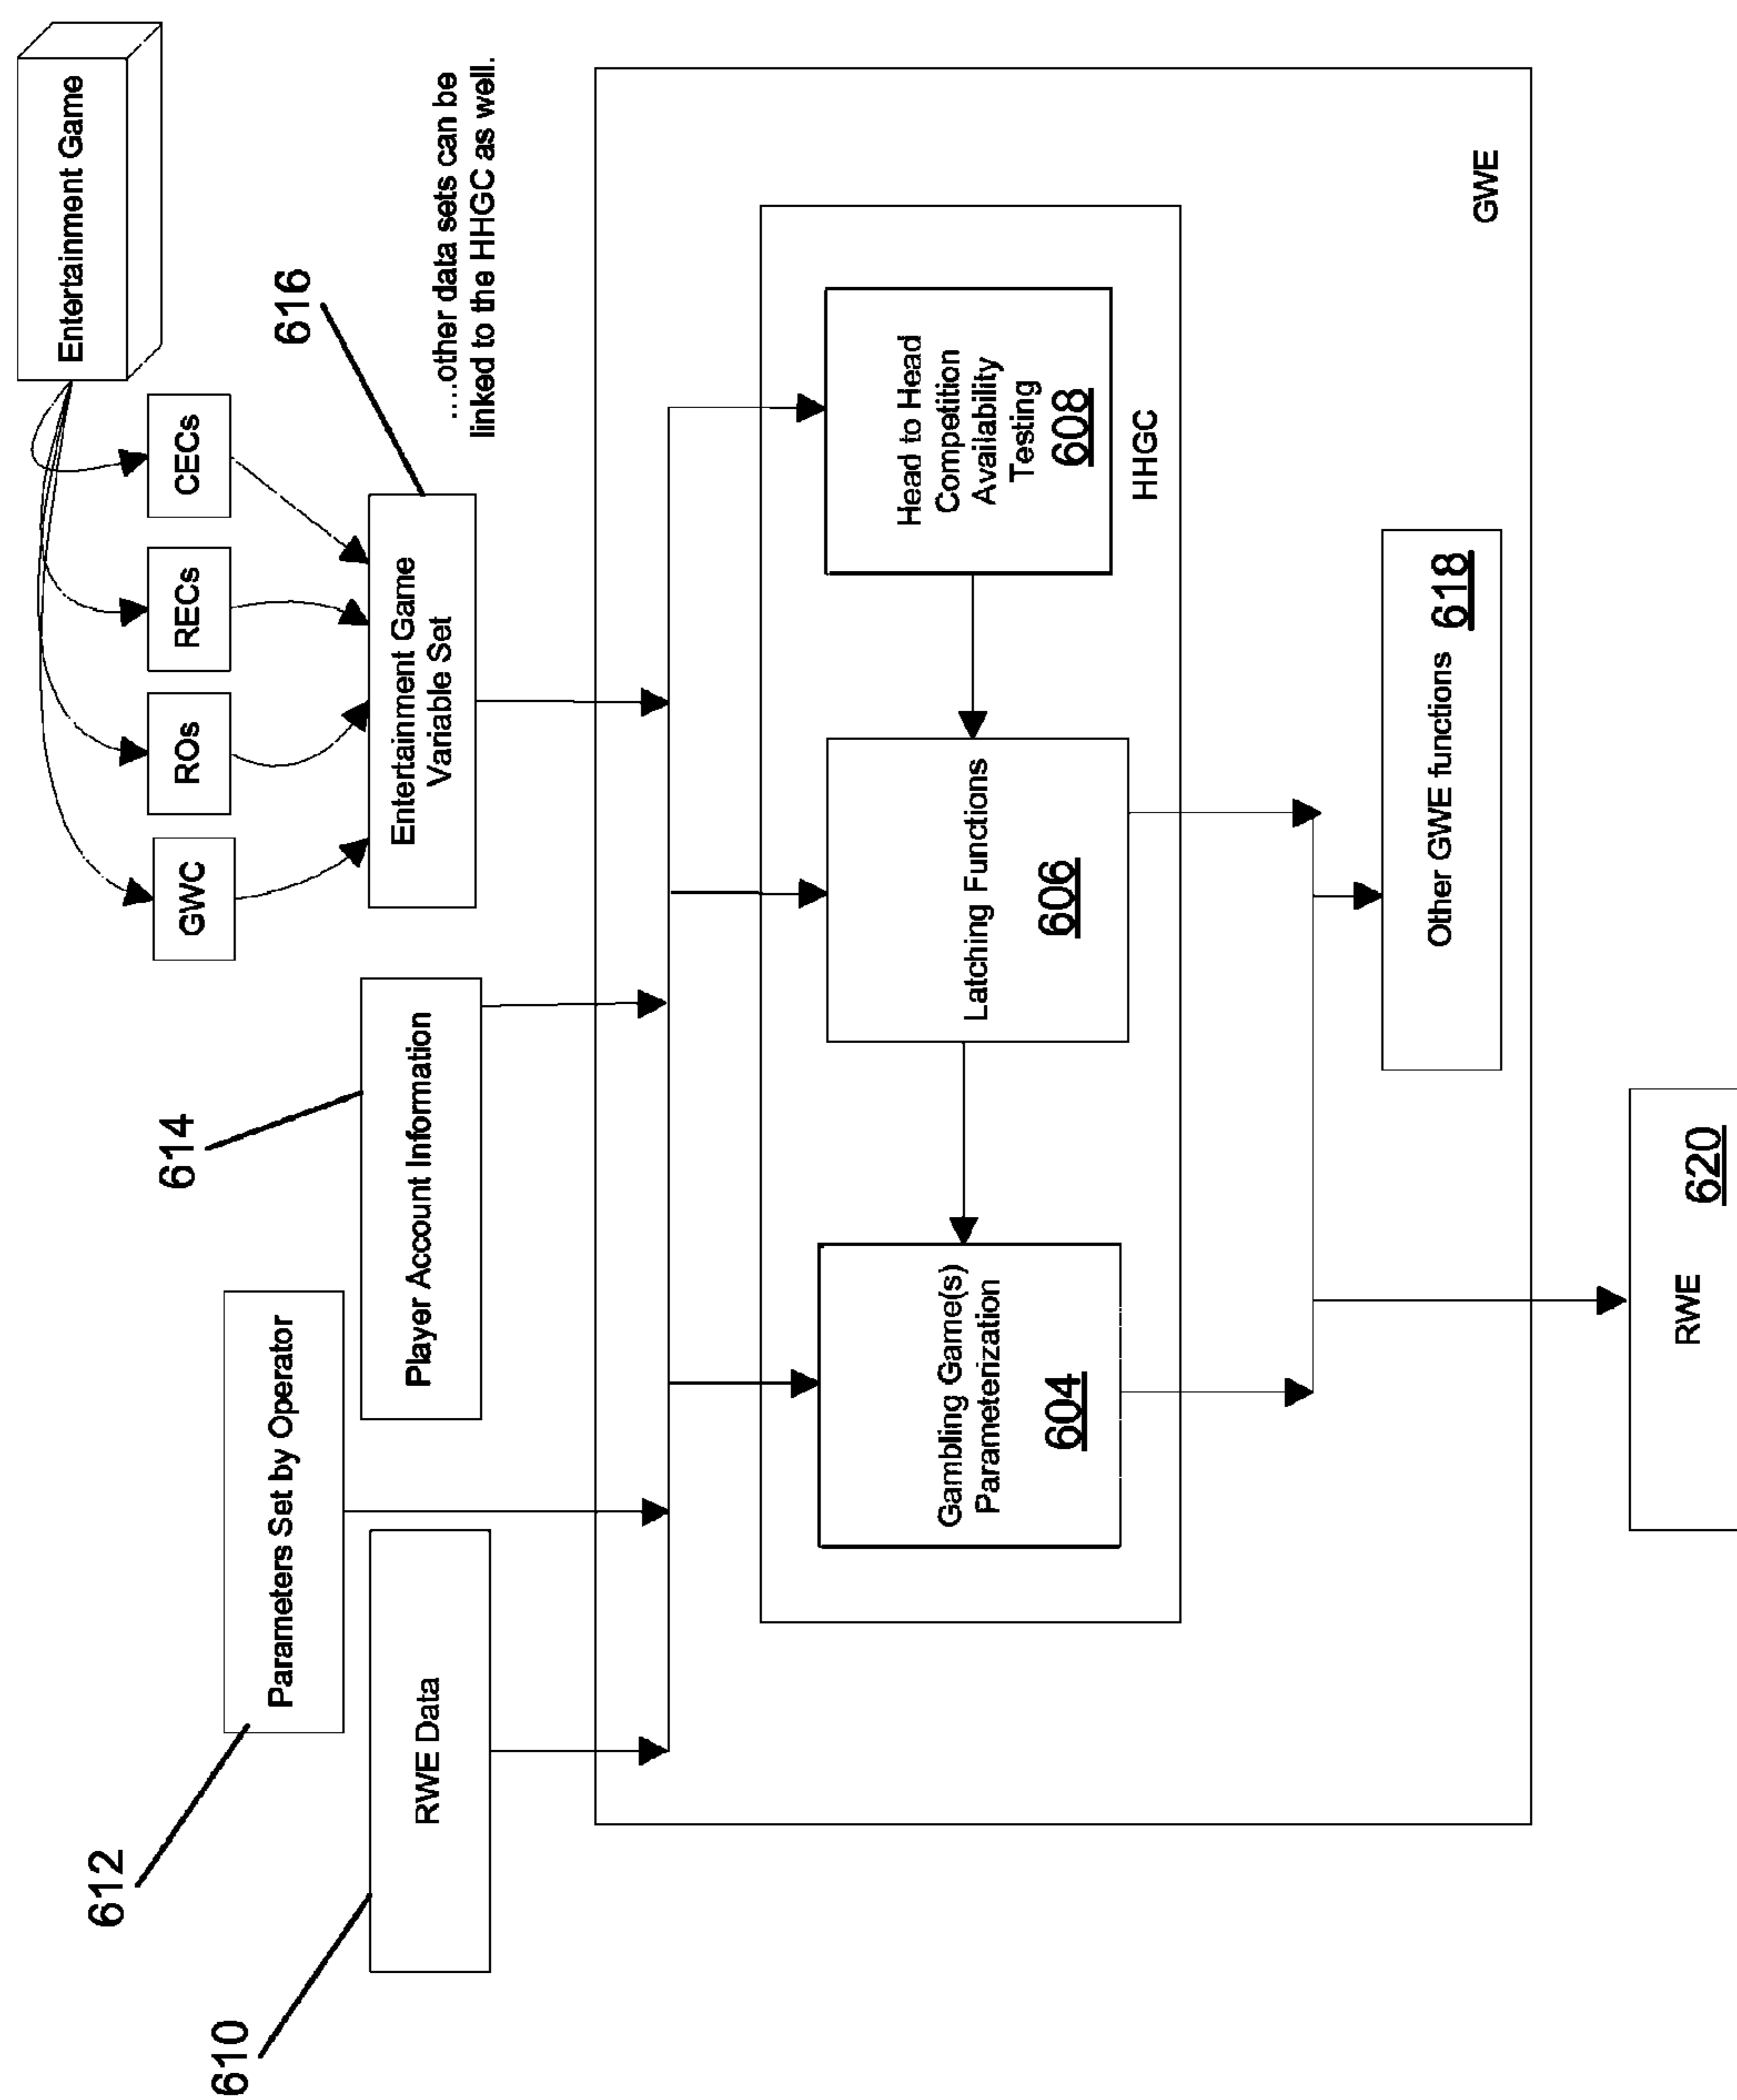 Entertainment Game
GWC
ROs
RECs
CECs
616
Entertainment Game
Variable Set
....other data sets can be
linked to the HHGC as well.
614
Player Account Information
612
Parameters Set by Operator
610
RWE Data
Gambling Game(s)
Parameterization
604
Latching Functions
606
Head to Head
Competition
Availability
Testing
608
HHGC
GWE
Other GWE functions 618
RWE
620